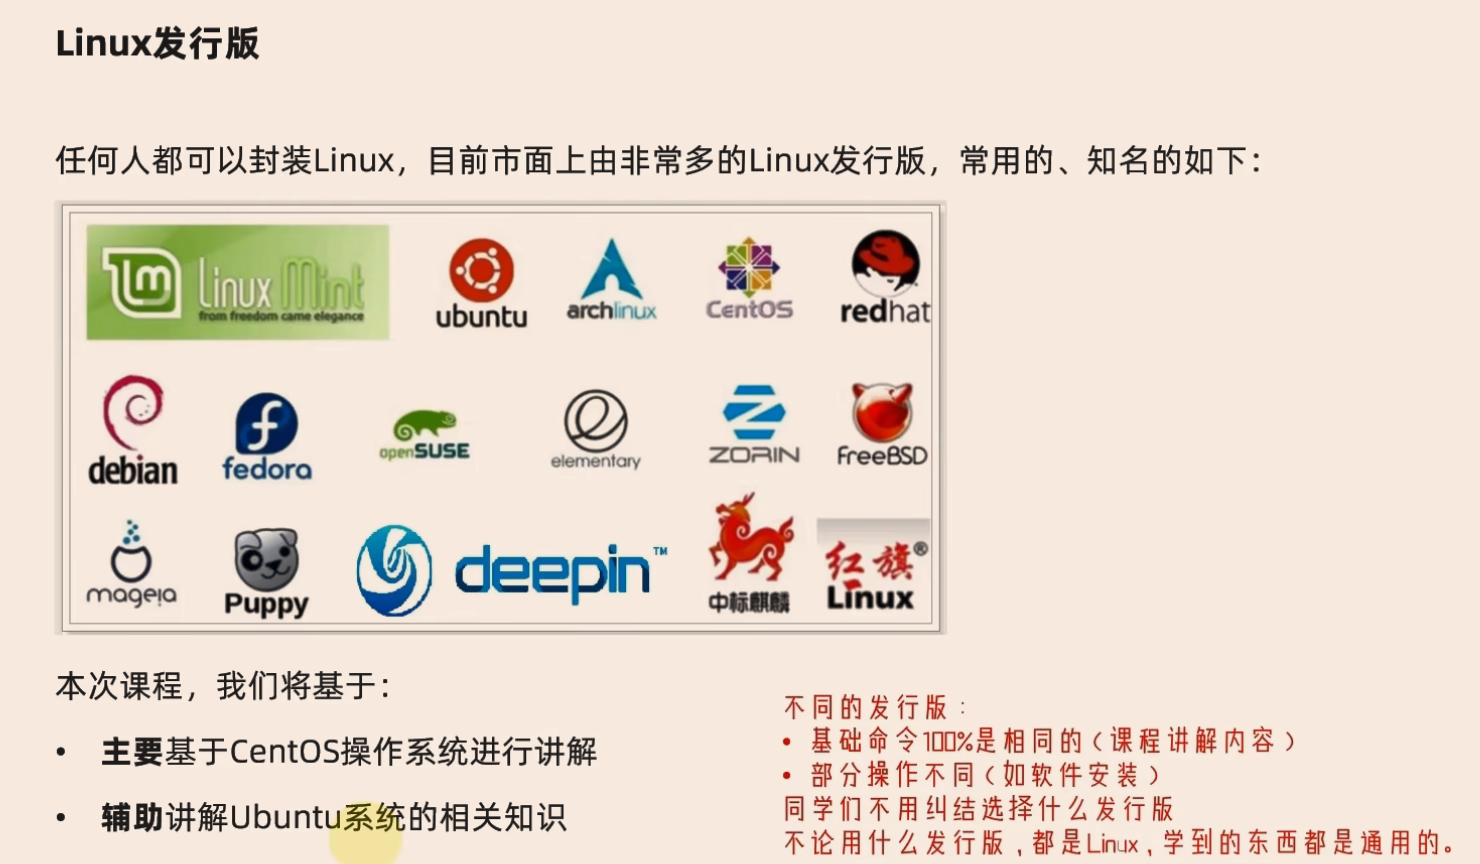 Linux发行版
任何人都可以封装Linux，目前市面上由非常多的Linux发行版，常用的、知名的如下：
lm Linux Mint
from freedom came elegance
ubuntu
archlinux
CentOS
redhat
debian
fedora
openSUSE
elementary
ZORIN
FreeBSD
mageia
Puppy
deepin™
中标麒麟
红旗®
Linux
本次课程，我们将基于：
• 主要基于CentOS操作系统进行讲解
• 辅助讲解Ubuntu系统的相关知识
不同的发行版：
• 基础命令100%是相同的（课程讲解内容）
• 部分操作不同（如软件安装）
同学们不用纠结选择什么发行版
不论用什么发行版，都是Linux，学到的东西都是通用的。